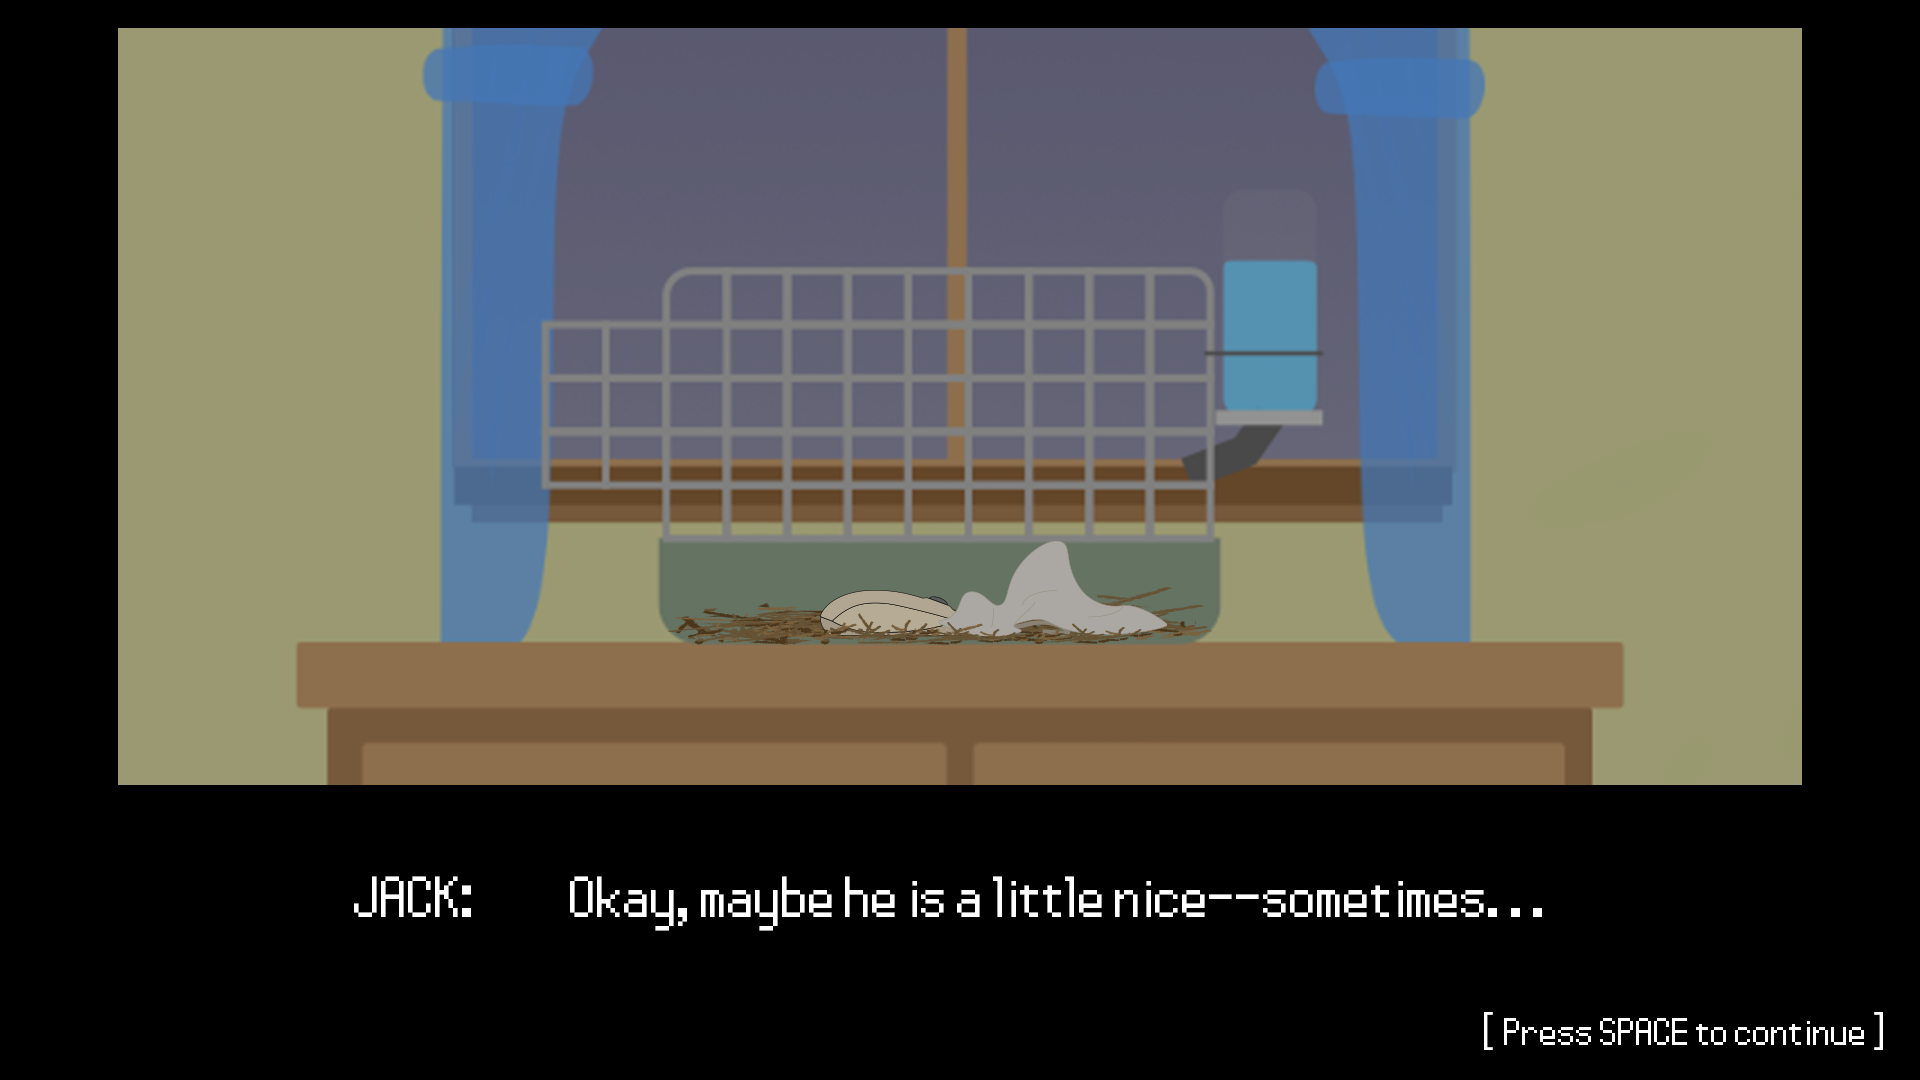 JACK: Okay, maybe he is a little nice--sometimes...
[ Press SPACE to continue ]